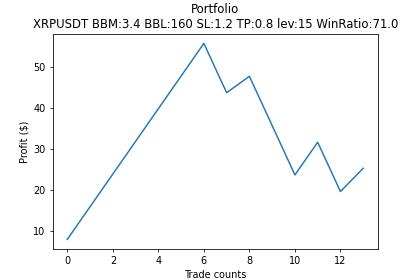 Portfolio
XRPUSDT BBM:3.4 BBL:160 SL:1.2 TP:0.8 lev:15 WinRatio:71.0
50
40
30
20
10
Profit ($)
0 2 4 6 8 10 12
Trade counts